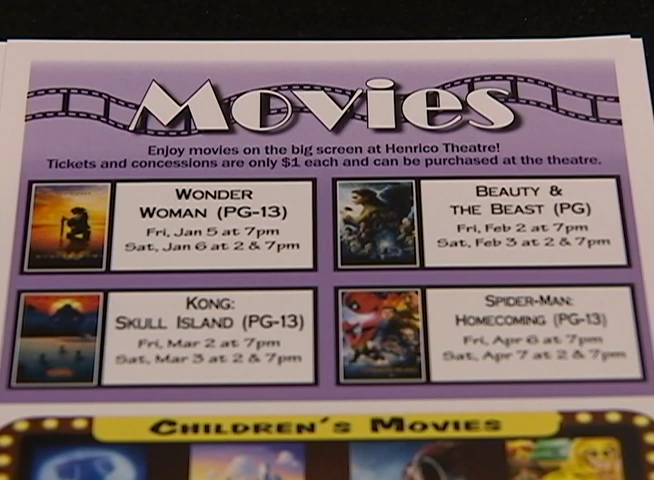 Movies
Enjoy movies on the big screen at Henrico Theatre!
Tickets and concessions are only $1 each and can be purchased at the theatre.
Wonder
Woman (PG-13)
Fri, Jan 5 at 7pm
Sat, Jan 6 at 2 & 7pm
Beauty &
the Beast (PG)
Fri, Feb 2 at 7pm
Sat, Feb 3 at 2 & 7pm
Kong:
Skull Island (PG-13)
Fri, Mar 2 at 7pm
Sat, Mar 3 at 2 & 7pm
Spider-Man:
Homecoming (PG-13)
Fri, Apr 6 at 7pm
Sat, Apr 7 at 2 & 7pm
Children's Movies